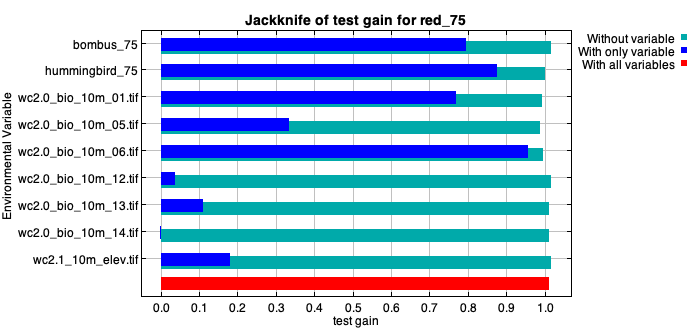 Jackknife of test gain for red_75
Without variable
With only variable
With all variables
Environmental Variable
bombus_75
hummingbird_75
wc2.0_bio_10m_01.tif
wc2.0_bio_10m_05.tif
wc2.0_bio_10m_06.tif
wc2.0_bio_10m_12.tif
wc2.0_bio_10m_13.tif
wc2.0_bio_10m_14.tif
wc2.1_10m_elev.tif
0.0 0.1 0.2 0.3 0.4 0.5 0.6 0.7 0.8 0.9 1.0
test gain